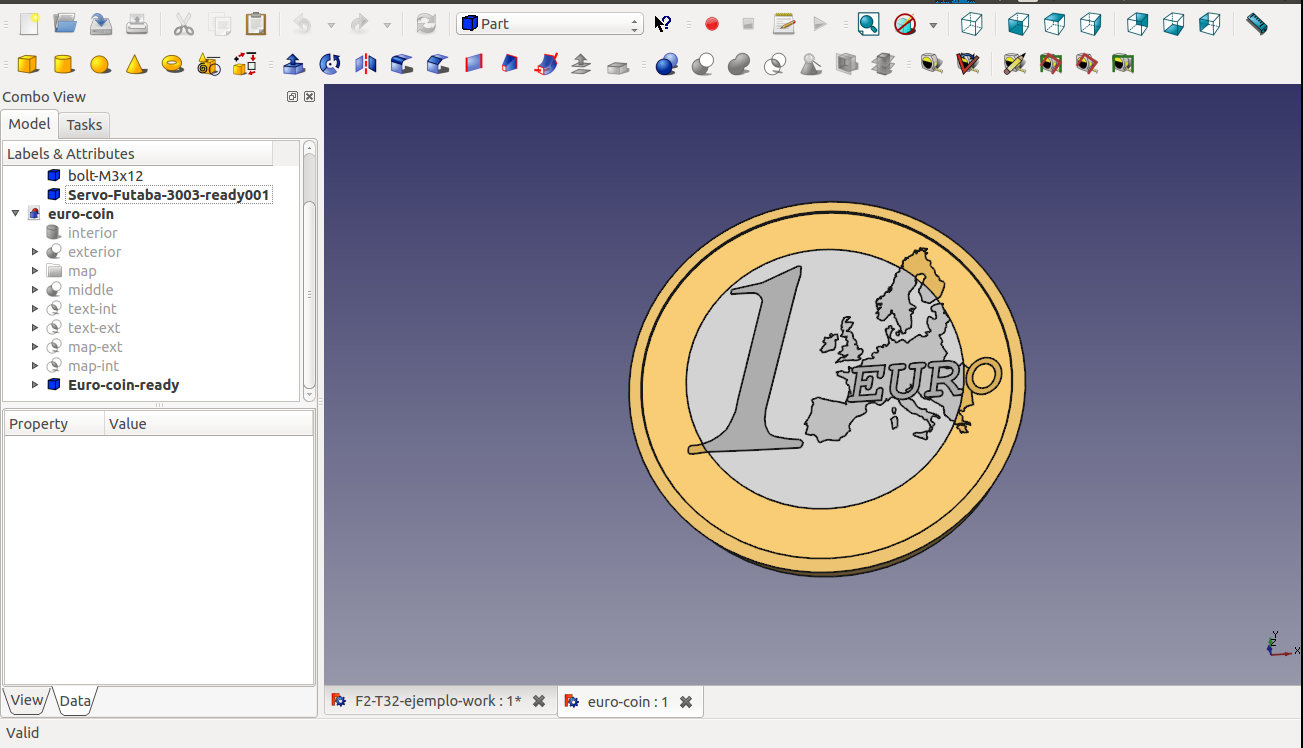 Part
Combo View
Model Tasks
Labels & Attributes
bolt-M3x12
Servo-Futaba-3003-ready001
euro-coin
interior
exterior
map
middle
text-int
text-ext
map-ext
map-int
Euro-coin-ready
Property Value
1
EURO
Y
Z
X
View Data
F2-T32-ejemplo-work : 1*
euro-coin : 1
Valid